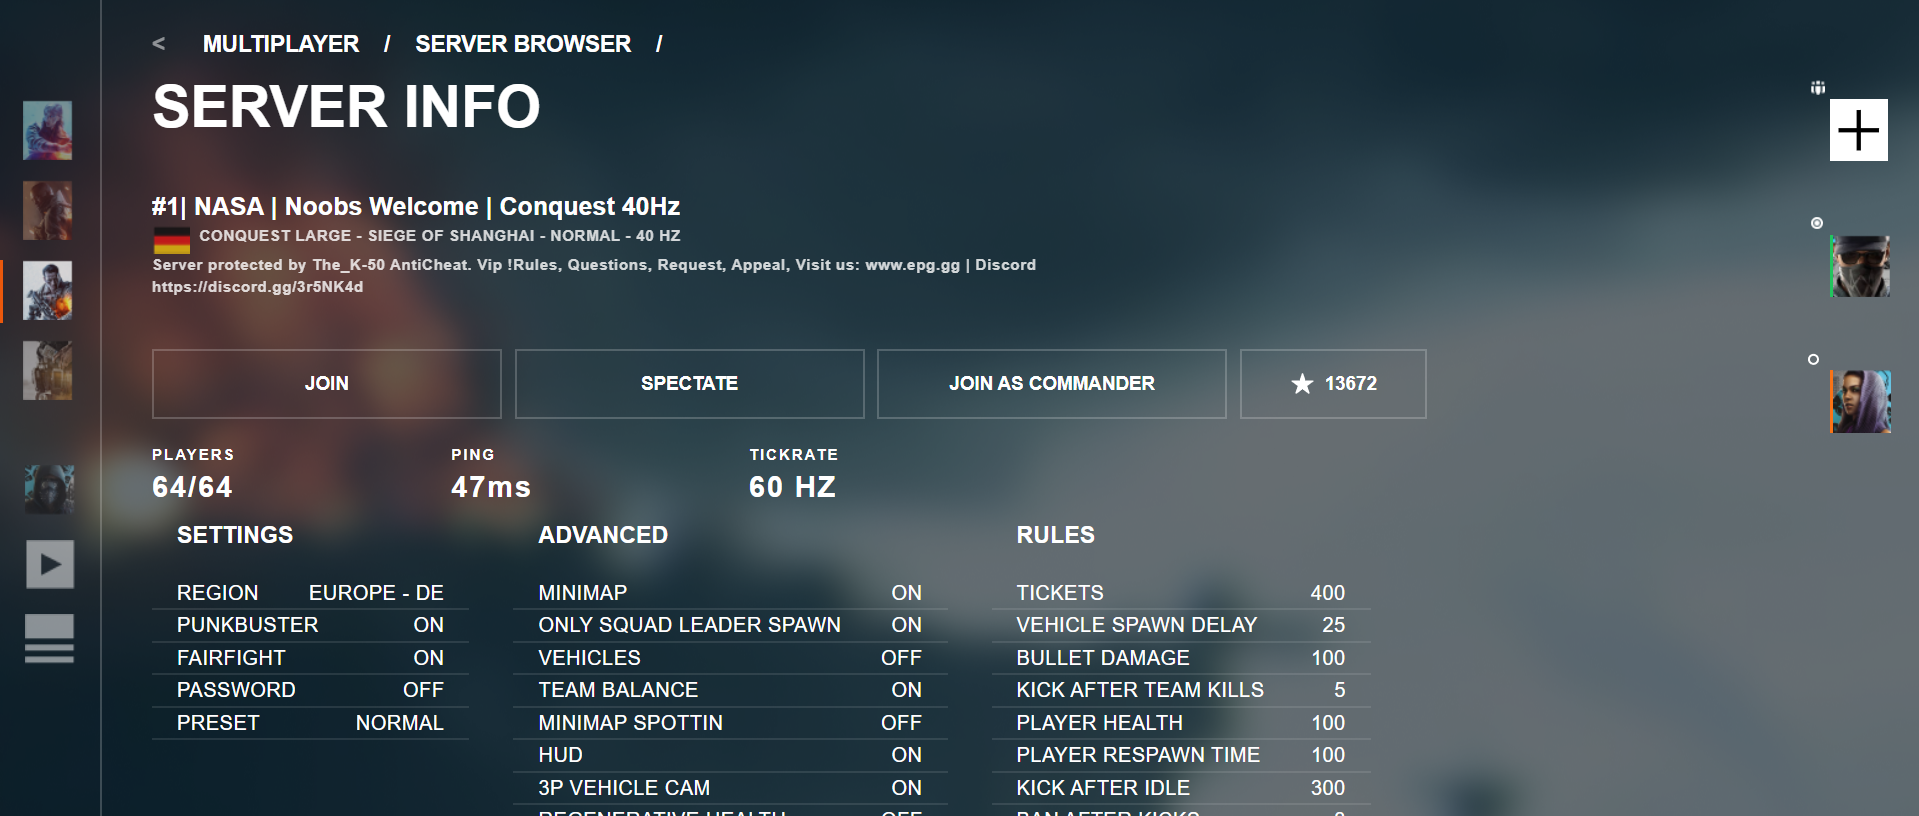 < MULTIPLAYER / SERVER BROWSER /
SERVER INFO
#1| NASA | Noobs Welcome | Conquest 40Hz
CONQUEST LARGE - SIEGE OF SHANGHAI - NORMAL - 40 HZ
Server protected by The_K-50 AntiCheat. Vip !Rules, Questions, Request, Appeal, Visit us: www.epg.gg | Discord
https://discord.gg/3r5NK4d
JOIN SPECTATE JOIN AS COMMANDER ★ 13672
PLAYERS PING TICKRATE
64/64 47ms 60 HZ
SETTINGS ADVANCED RULES
REGION EUROPE - DE MINIMAP ON TICKETS 400
PUNKBUSTER ON ONLY SQUAD LEADER SPAWN ON VEHICLE SPAWN DELAY 25
FAIRFIGHT ON VEHICLES OFF BULLET DAMAGE 100
PASSWORD OFF TEAM BALANCE ON KICK AFTER TEAM KILLS 5
PRESET NORMAL MINIMAP SPOTTIN OFF PLAYER HEALTH 100
HUD ON PLAYER RESPAWN TIME 100
3P VEHICLE CAM ON KICK AFTER IDLE 300
REGENERATIVE HEALTH OFF BAN AFTER KICKS